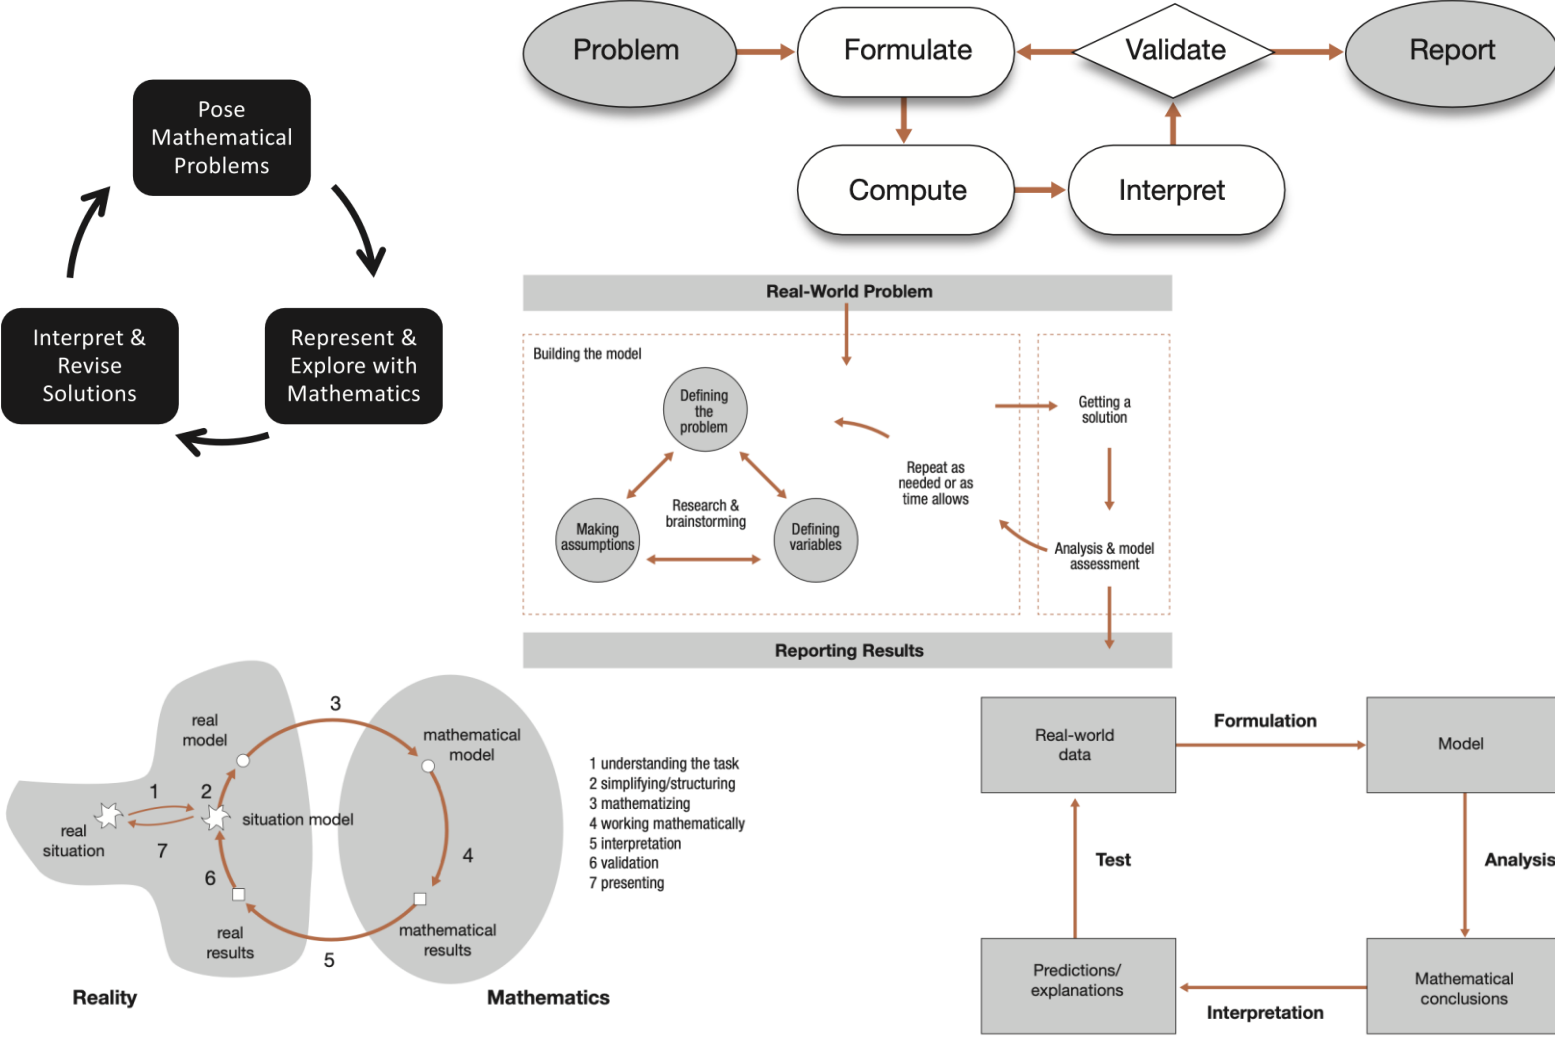 Pose
Mathematical
Problems
Interpret &
Revise
Solutions
Represent &
Explore with
Mathematics
Problem
Formulate
Validate
Report
Compute
Interpret
Real-World Problem
Building the model
Defining
the
problem
Making
assumptions
Research &
brainstorming
Defining
variables
Repeat as
needed or as
time allows
Getting a
solution
Analysis & model
assessment
Reporting Results
real
model
3
mathematical
model
1
2
real
situation
situation model
7
6
4
real
results
mathematical
results
5
Reality
Mathematics
1 understanding the task
2 simplifying/structuring
3 mathematizing
4 working mathematically
5 interpretation
6 validation
7 presenting
Real-world
data
Formulation
Model
Test
Analysis
Predictions/
explanations
Interpretation
Mathematical
conclusions